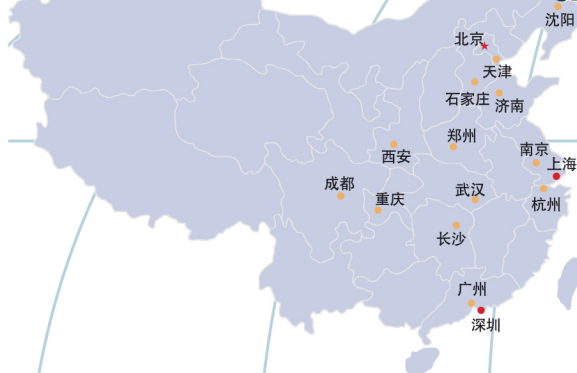 沈阳
北京
天津
石家庄
济南
郑州
西安
南京
上海
成都
重庆
武汉
杭州
长沙
广州
深圳